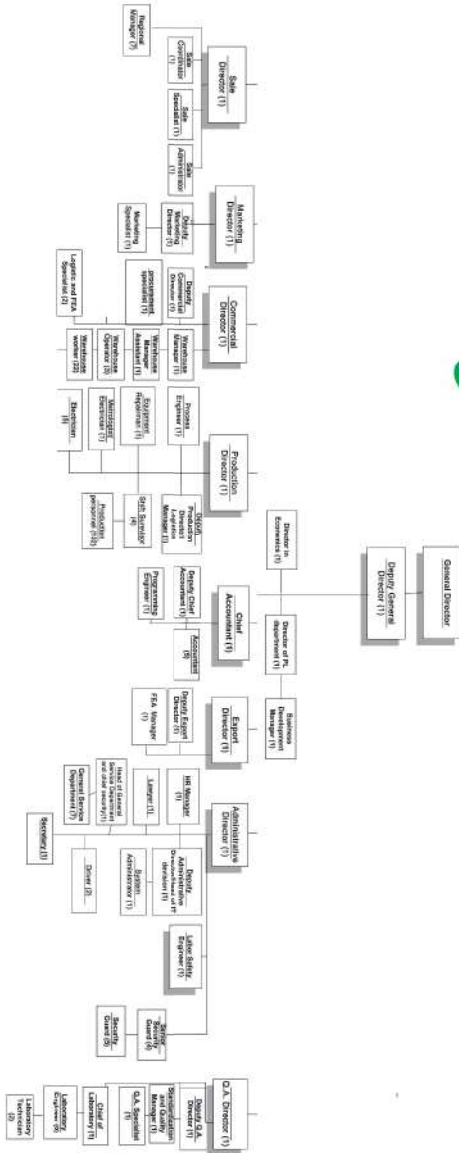 General Director
Deputy General
Director (1)
Director in
Economics (1)
Director of PL
department (1)
Business
Development
Manager (1)
Sale
Director (1)
Sale
Administrator
(1)
Sale
Specialist (1)
Sale
Coordinator
(1)
Regional
Manager (7)
Marketing
Director (1)
Deputy
Marketing
Director (1)
Marketing
Specialist (1)
Commercial
Director (1)
Deputy
Commercial
Director (1)
procurement
specialist (1)
Logistic and FEA
Specialist (2)
Warehouse
Manager (1)
Warehouse
Manager
Assistant (1)
Warehouse
Operator (3)
Warehouse
worker (22)
Production
Director (1)
Process
Engineer (1)
Equipment
Repairman (1)
Metrologist
Electrician (1)
Electrician
Deputy
Production
Director/
Logistics
Manager (1)
(4)
Production
personnel
Chief
Accountant (1)
Deputy Chief
Accountant (1)
Programming
Engineer (1)
Accountant
Export
Director (1)
Deputy Export
Director (1)
FEA Manager
(1)
Administrative
Director (1)
HR Manager
(1)
Lawyer (1)
Head of General
Service Department
and chief security(1)
General Service
Department (7)
Secretary (1)
Deputy
Administrative
Director/Head of IT
devision (1)
System
Administrator (1)
Driver (2)
Labor Safety
Engineer (1)
Senior
Security
Guard (4)
Security
Guard (5)
Q.A. Director (1)
Deputy Q.A.
Director (1)
Standardization
and Quality
Manager (1)
Q.A. Specialist
(1)
Chief of
Laboratory (1)
Laboratory
Engineer
Laboratory
Technician
(2)